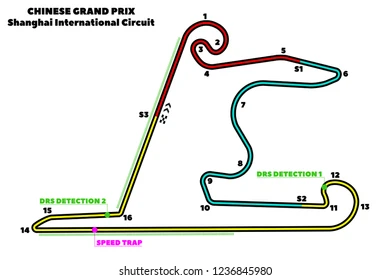 CHINESE GRAND PRIX
Shanghai International Circuit
1
2
3
4
5
S1
6
7
S3
8
9
DRS DETECTION 1
12
10
S2
11
13
DRS DETECTION 2
15
16
14
SPEED TRAP
shutterstock.com · 1236845980